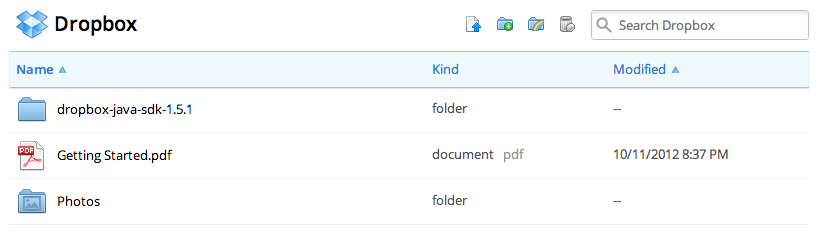 Dropbox
Search Dropbox
Name Kind Modified
dropbox-java-sdk-1.5.1 folder --
PDF Getting Started.pdf document pdf 10/11/2012 8:37 PM
Photos folder --